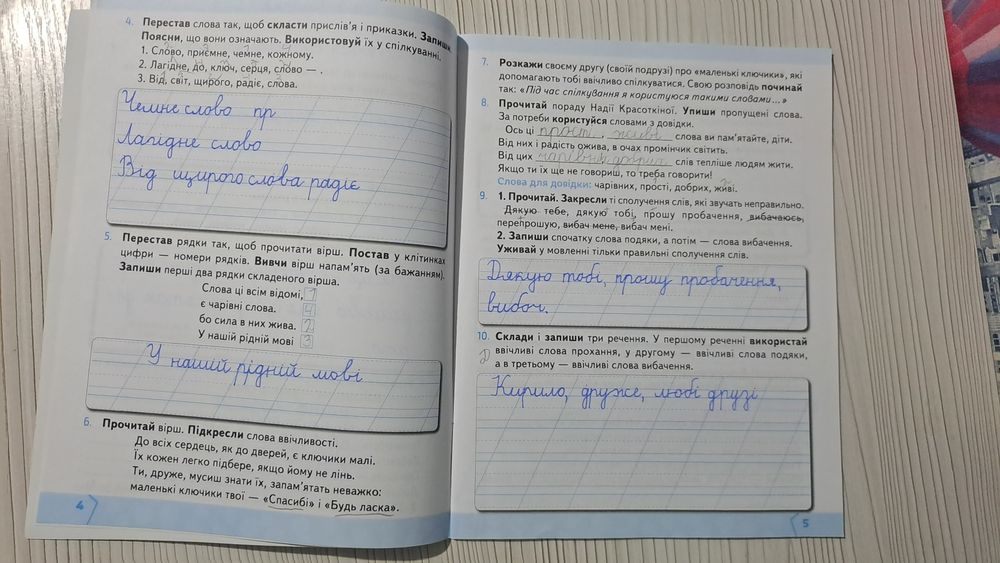 4. Перестав слова так, щоб скласти прислів'я і приказки. Запиши.
Поясни, що вони означають. Використовуй їх у спілкуванні.
1. Слово, приємне, чемне, кожному.
2. Лагідне, до, ключ, серця, слово — .
3. Від, світ, щирого, радіє, слова.
Чемне слово пр
Лагідне слово
Від щирого слова радіє
5. Перестав рядки так, щоб прочитати вірш. Постав у клітинках
цифри — номери рядків. Вивчи вірш напам'ять (за бажанням).
Запиши перші два рядки складеного вірша.
Слова ці всім відомі, 1
є чарівні слова. 4
бо сила в них жива. 2
У нашій рідній мові 3
У нашій рідній мові
6. Прочитай вірш. Підкресли слова ввічливості.
До всіх сердець, як до дверей, є ключики малі.
Їх кожен легко підбере, якщо йому не лінь.
Ти, друже, мусиш знати їх, запам'ятать неважко:
маленькі ключики твої — «Спасибі» і «Будь ласка».
4
7. Розкажи своєму другу (своїй подрузі) про «маленькі ключики», які
допомагають тобі ввічливо спілкуватися. Свою розповідь починай
так: «Під час спілкування я користуюся такими словами...»
8. Прочитай пораду Надії Красоткіної. Упиши пропущені слова.
За потреби користуйся словами з довідки.
Ось ці прості, живі слова ви пам'ятайте, діти.
Від них і радість ожива, в очах промінчик світить.
Від цих чарівних добрих слів тепліше людям жити.
Якщо ти їх ще не говориш, то треба говорити!
Слова для довідки: чарівних, прості, добрих, живі.
9. 1. Прочитай. Закресли ті сполучення слів, які звучать неправильно.
Дякую тебе, дякую тобі, прошу пробачення, вибачаюсь,
перепрошую, вибач мене, вибач мені.
2. Запиши спочатку слова подяки, а потім — слова вибачення.
Уживай у мовленні тільки правильні сполучення слів.
Дякую тобі, прошу пробачення,
вибач.
10. Склади і запиши три речення. У першому реченні використай
ввічливі слова прохання, у другому — ввічливі слова подяки,
а в третьому — ввічливі слова вибачення.
Кирило, друже, любі друзі
5